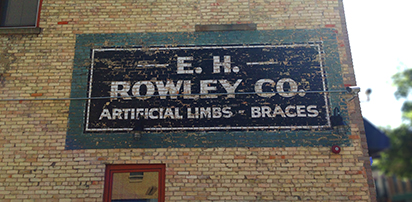 E. H.
ROWLEY CO.
ARTIFICIAL LIMBS - BRACES